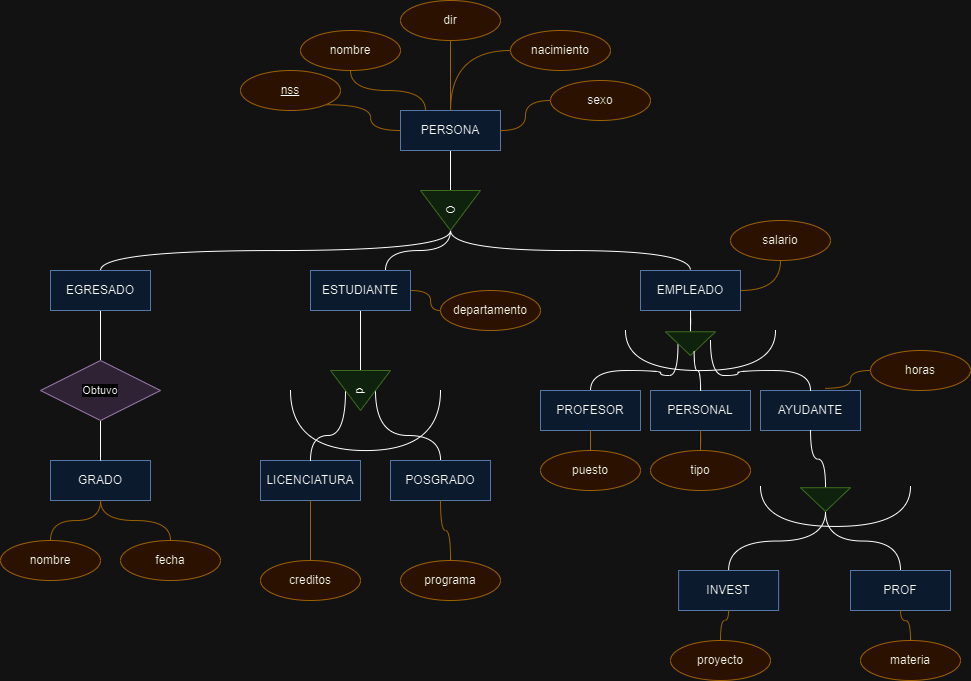 dir
nombre
nacimiento
nss
sexo
PERSONA
O
salario
EGRESADO
ESTUDIANTE
EMPLEADO
departamento
horas
Obtuvo
d
PROFESOR
PERSONAL
AYUDANTE
GRADO
LICENCIATURA
POSGRADO
puesto
tipo
nombre
fecha
creditos
programa
INVEST
PROF
proyecto
materia